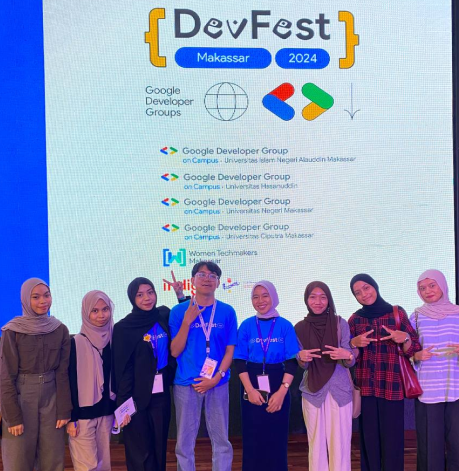 DevFest
Makassar 2024
Google
Developer
Groups
Google Developer Group
on Campus - Universitas Islam Negeri Alauddin Makassar
Google Developer Group
on Campus - Universitas Hasanuddin
Google Developer Group
on Campus - Universitas Negeri Makassar
Google Developer Group
on Campus - Universitas Ciputra Makassar
Women Techmakers
Makassar
DevFest
DevFest